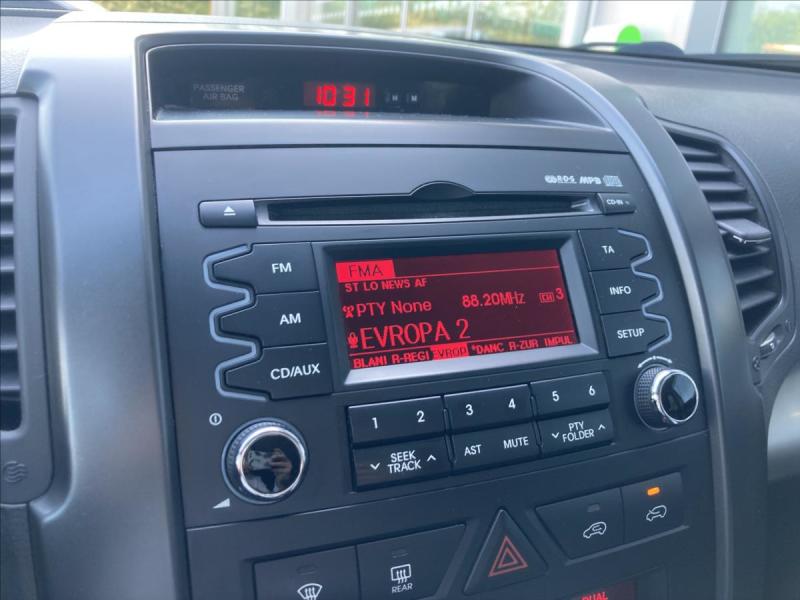 PASSENGER
AIR BAG
10:31
H M
R·D·S MP3
CD-IN
FM
AM
CD/AUX
FMA
ST LO NEWS AF
PTY None 88.20MHz CH 3
EVROPA 2
BLANI R-REGI EVROP *DANC R-ZUR IMPUL
TA
INFO
SETUP
1 2 3 4 5 6
SEEK
TRACK
AST MUTE
PTY
FOLDER
REAR
DUAL